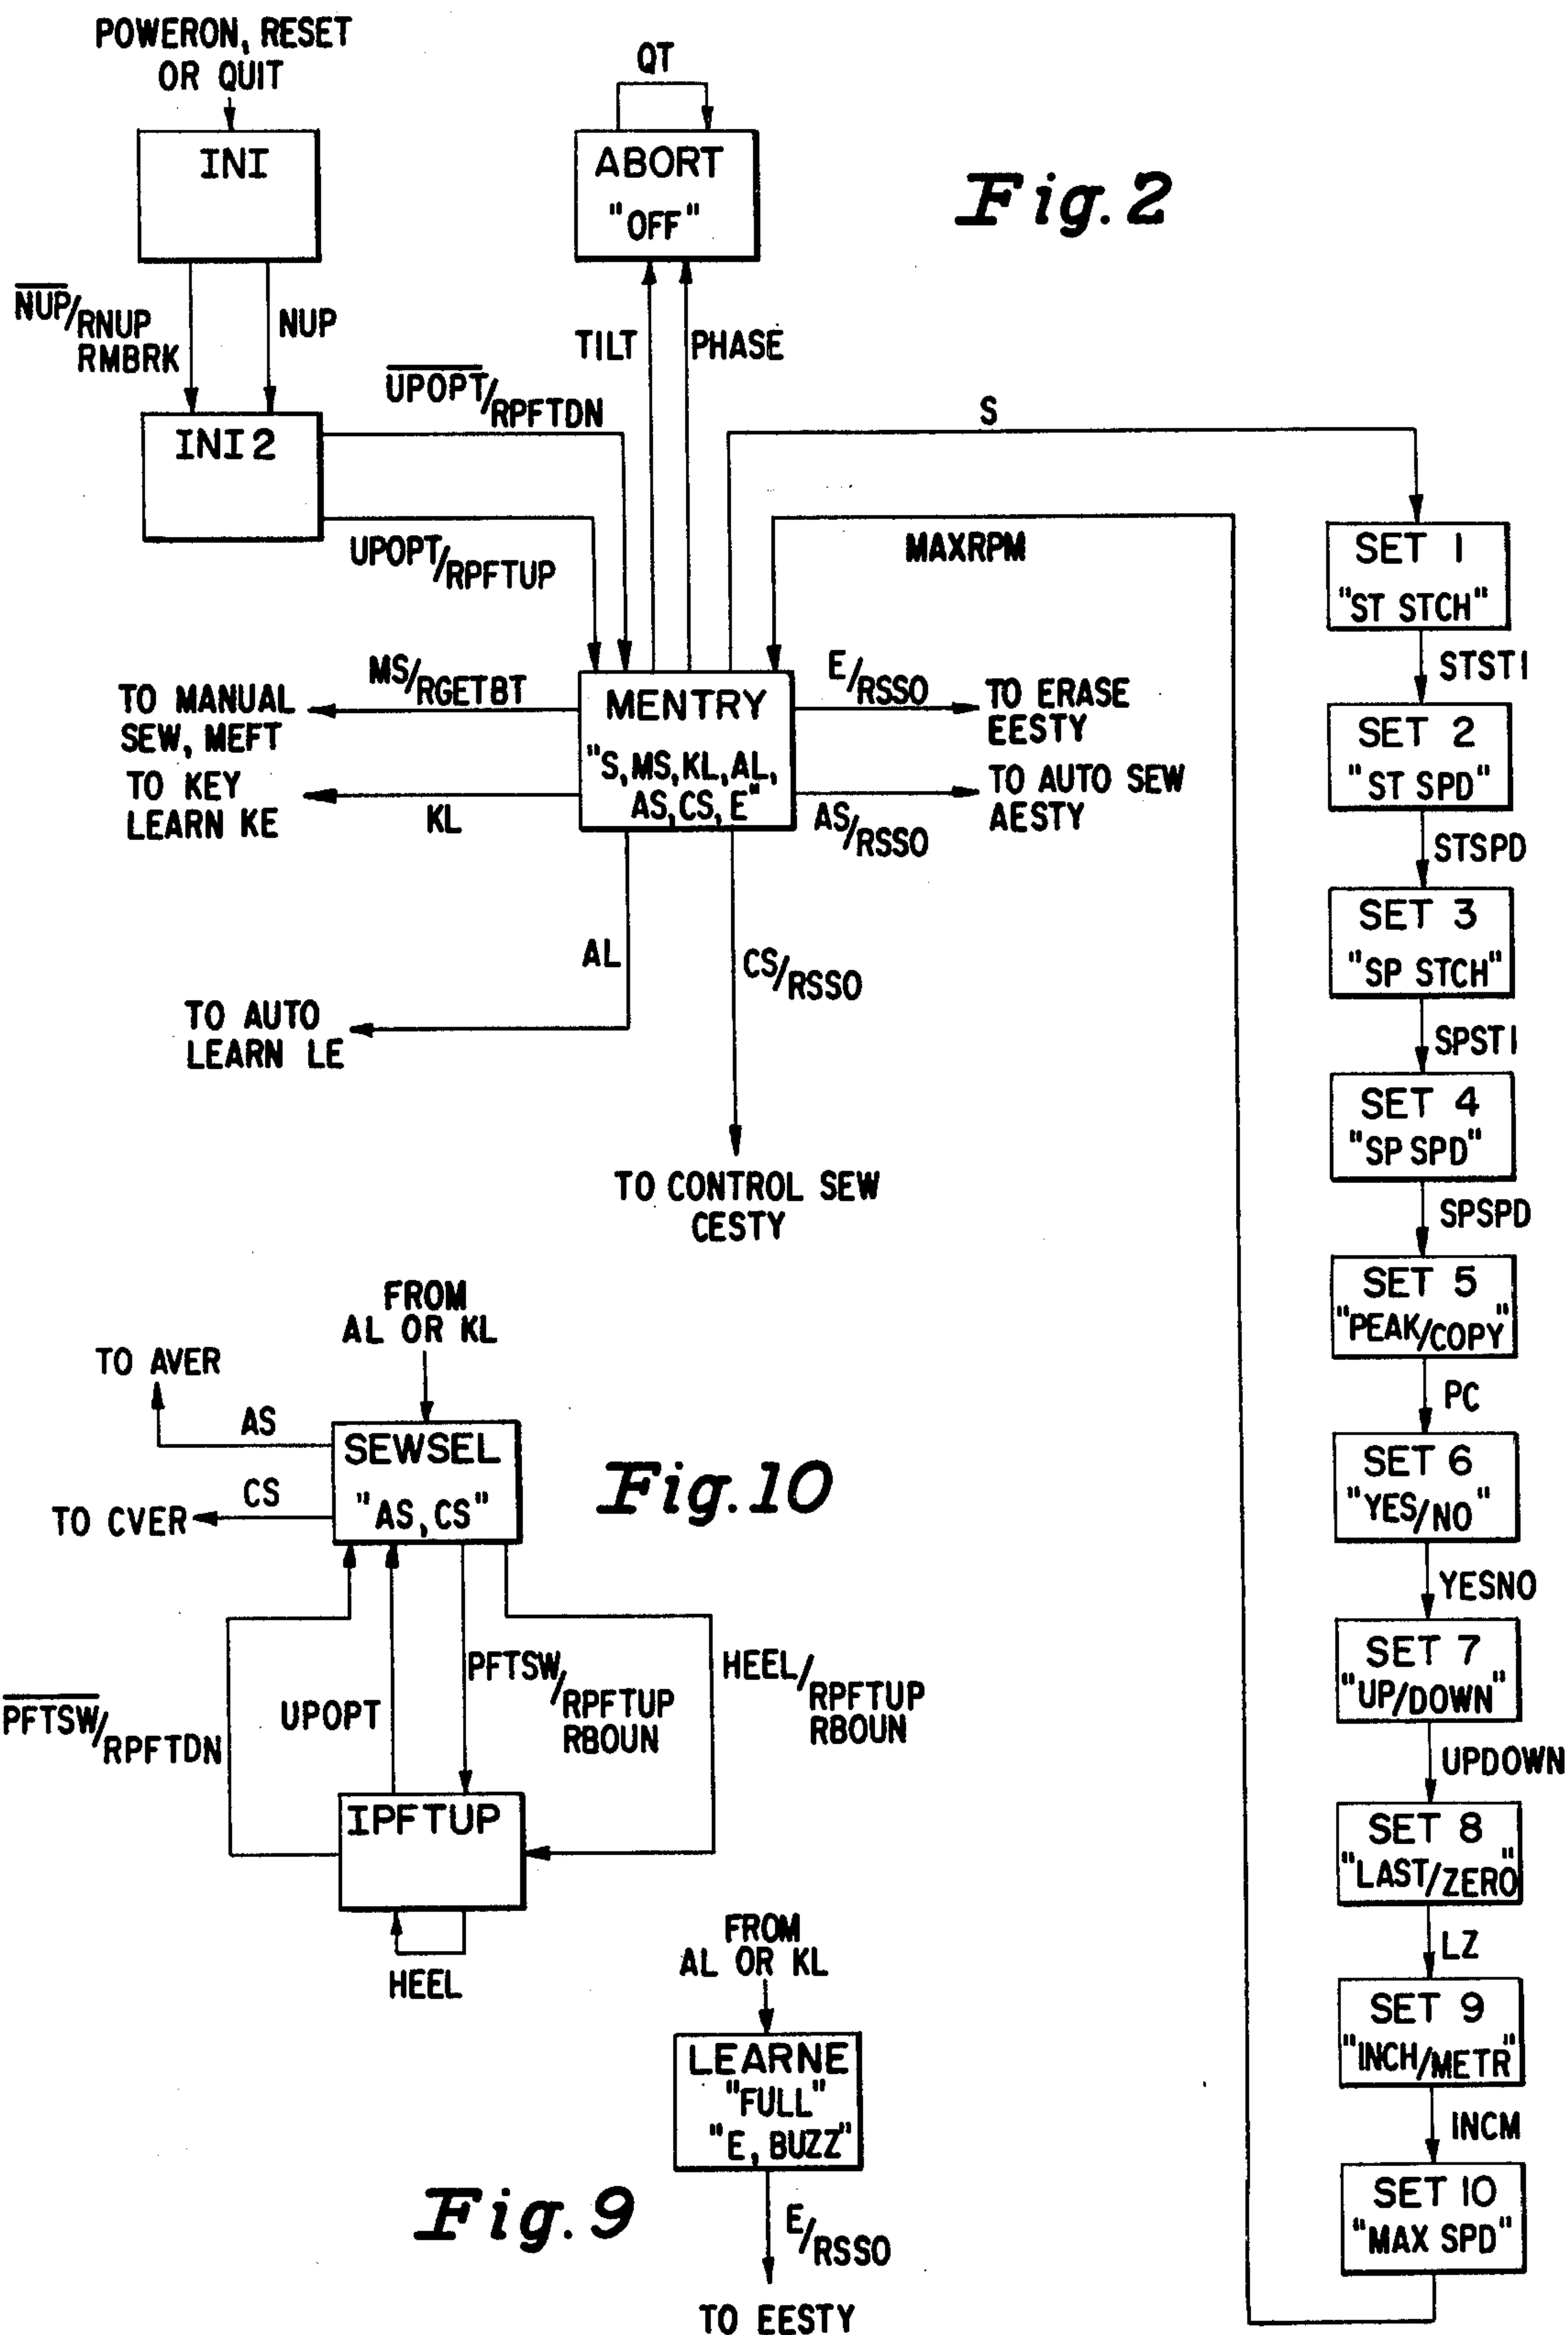 POWERON, RESET
OR QUIT
INI
N̅U̅P̅/RNUP
RMBRK
NUP
INI2
U̅P̅O̅P̅T̅/RPFTDN
UPOPT/RPFTUP
QT
ABORT
"OFF"
Fig. 2
TILT
PHASE
S
MAXRPM
MS/RGETBT
TO MANUAL
SEW, MEFT
TO KEY
LEARN KE
KL
MENTRY
"S,MS,KL,AL,
AS,CS,E"
E/RSSO
TO ERASE
EESTY
TO AUTO SEW
AESTY
AS/RSSO
AL
TO AUTO
LEARN LE
CS/RSSO
TO CONTROL SEW
CESTY
SET 1
"ST STCH"
STSTI
SET 2
"ST SPD"
STSPD
SET 3
"SP STCH"
SPSTI
SET 4
"SP SPD"
SPSPD
SET 5
"PEAK/COPY"
PC
SET 6
"YES/NO"
YESNO
SET 7
"UP/DOWN"
UPDOWN
SET 8
"LAST/ZERO"
LZ
SET 9
"INCH/METR"
INCM
SET 10
"MAX SPD"
FROM
AL OR KL
TO AVER
AS
SEWSEL
"AS,CS"
CS
TO CVER
Fig. 10
P̅F̅T̅S̅W̅/RPFTDN
UPOPT
PFTSW/RPFTUP
RBOUN
HEEL/RPFTUP
RBOUN
IPFTUP
HEEL
FROM
AL OR KL
LEARNE
"FULL"
"E, BUZZ"
Fig. 9
E/RSSO
TO EESTY